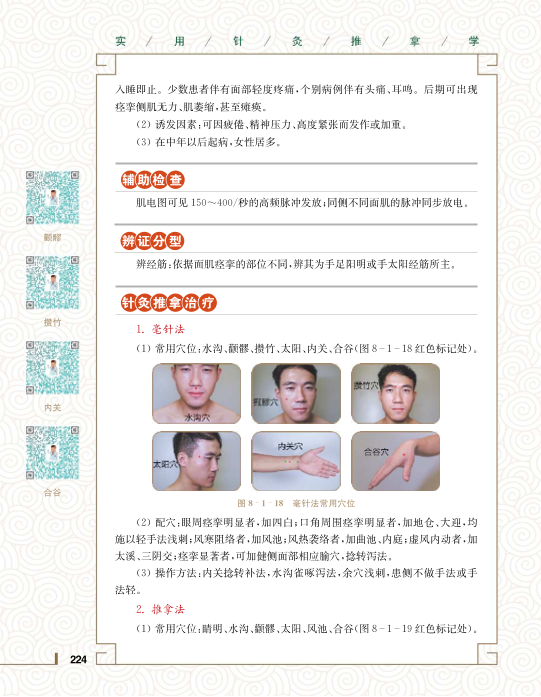 实 / 用 / 针 / 灸 / 推 / 拿 / 学
入睡即止。少数患者伴有面部轻度疼痛,个别病例伴有头痛、耳鸣。后期可出现
痉挛侧肌无力、肌萎缩,甚至瘫痪。
(2) 诱发因素:可因疲倦、精神压力、高度紧张而发作或加重。
(3) 在中年以后起病,女性居多。
辅助检查
肌电图可见 150~400/秒的高频脉冲发放;同侧不同面肌的脉冲同步放电。
辨证分型
辨经筋:依据面肌痉挛的部位不同,辨其为手足阳明或手太阳经筋所主。
针灸推拿治疗
1. 毫针法
(1) 常用穴位:水沟、颧髎、攒竹、太阳、内关、合谷(图 8-1-18 红色标记处)。
水沟穴
颧髎穴
攒竹穴
太阳穴
内关穴
合谷穴
图 8-1-18 毫针法常用穴位
(2) 配穴:眼周痉挛明显者,加四白;口角周围痉挛明显者,加地仓、大迎,均
施以轻手法浅刺;风寒阻络者,加风池;风热袭络者,加曲池、内庭;虚风内动者,加
太溪、三阴交;痉挛显著者,可加健侧面部相应腧穴,捻转泻法。
(3) 操作方法:内关捻转补法,水沟雀啄泻法,余穴浅刺,患侧不做手法或手
法轻。
2. 推拿法
(1) 常用穴位:睛明、水沟、颧髎、太阳、风池、合谷(图 8-1-19 红色标记处)。
颧髎
攒竹
内关
合谷
224